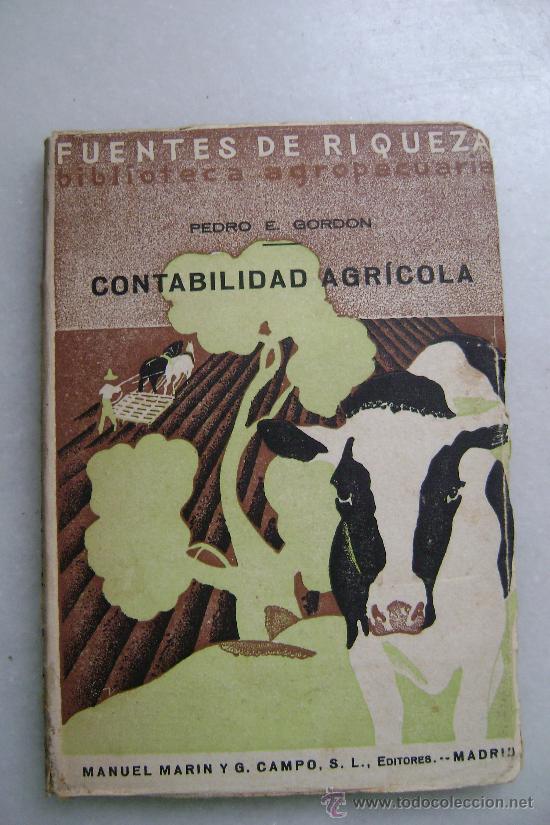 FUENTES DE RIQUEZA
biblioteca agropecuaria
PEDRO E. GORDON
CONTABILIDAD AGRÍCOLA
MANUEL MARIN Y G. CAMPO, S. L., EDITORES.--MADRID
© www.todocoleccion.net